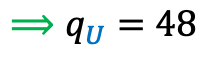 ⟹ q_U = 48